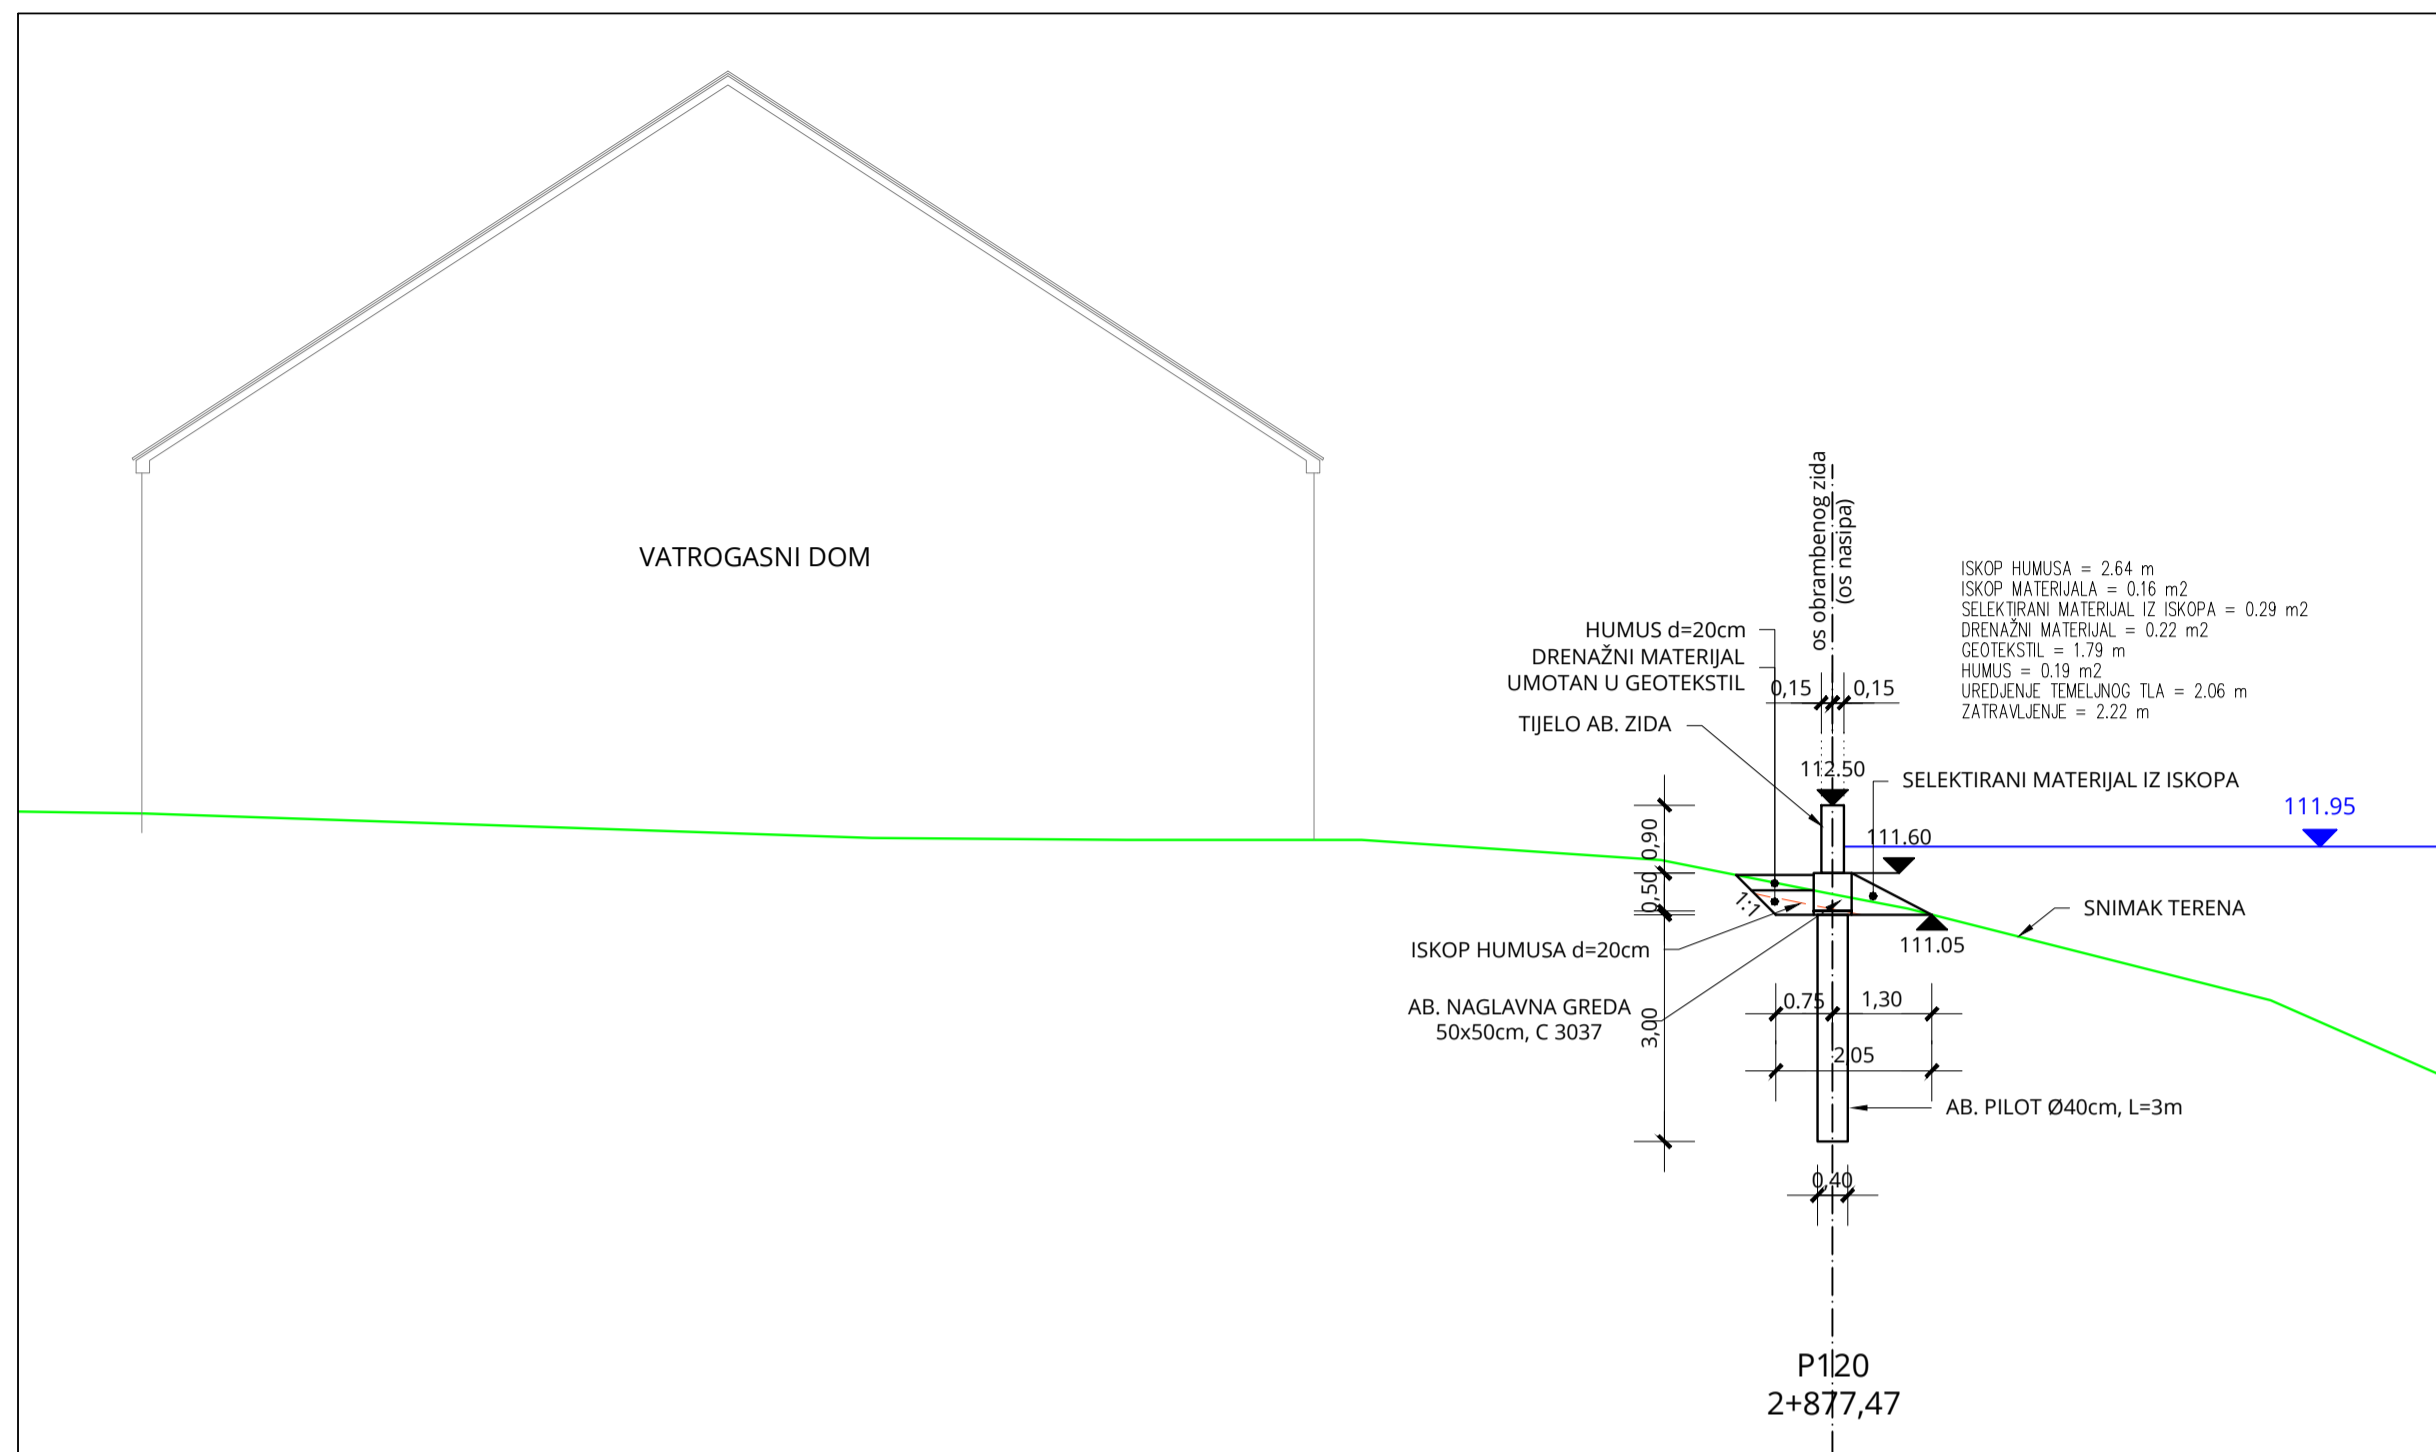 VATROGASNI DOM
os obrambenog zida
(os nasipa)
ISKOP HUMUSA = 2.64 m
ISKOP MATERIJALA = 0.16 m2
SELEKTIRANI MATERIJAL IZ ISKOPA = 0.29 m2
DRENAŽNI MATERIJAL = 0.22 m2
GEOTEKSTIL = 1.79 m
HUMUS = 0.19 m2
UREDJENJE TEMELJNOG TLA = 2.06 m
ZATRAVLJENJE = 2.22 m
HUMUS d=20cm
DRENAŽNI MATERIJAL
UMOTAN U GEOTEKSTIL
0,15
0,15
TIJELO AB. ZIDA
112.50
SELEKTIRANI MATERIJAL IZ ISKOPA
111.95
111.60
0,90
0,50
1:1
SNIMAK TERENA
111.05
ISKOP HUMUSA d=20cm
AB. NAGLAVNA GREDA
50x50cm, C 3037
3,00
0.75
1,30
2,05
AB. PILOT Ø40cm, L=3m
0,40
P120
2+877,47